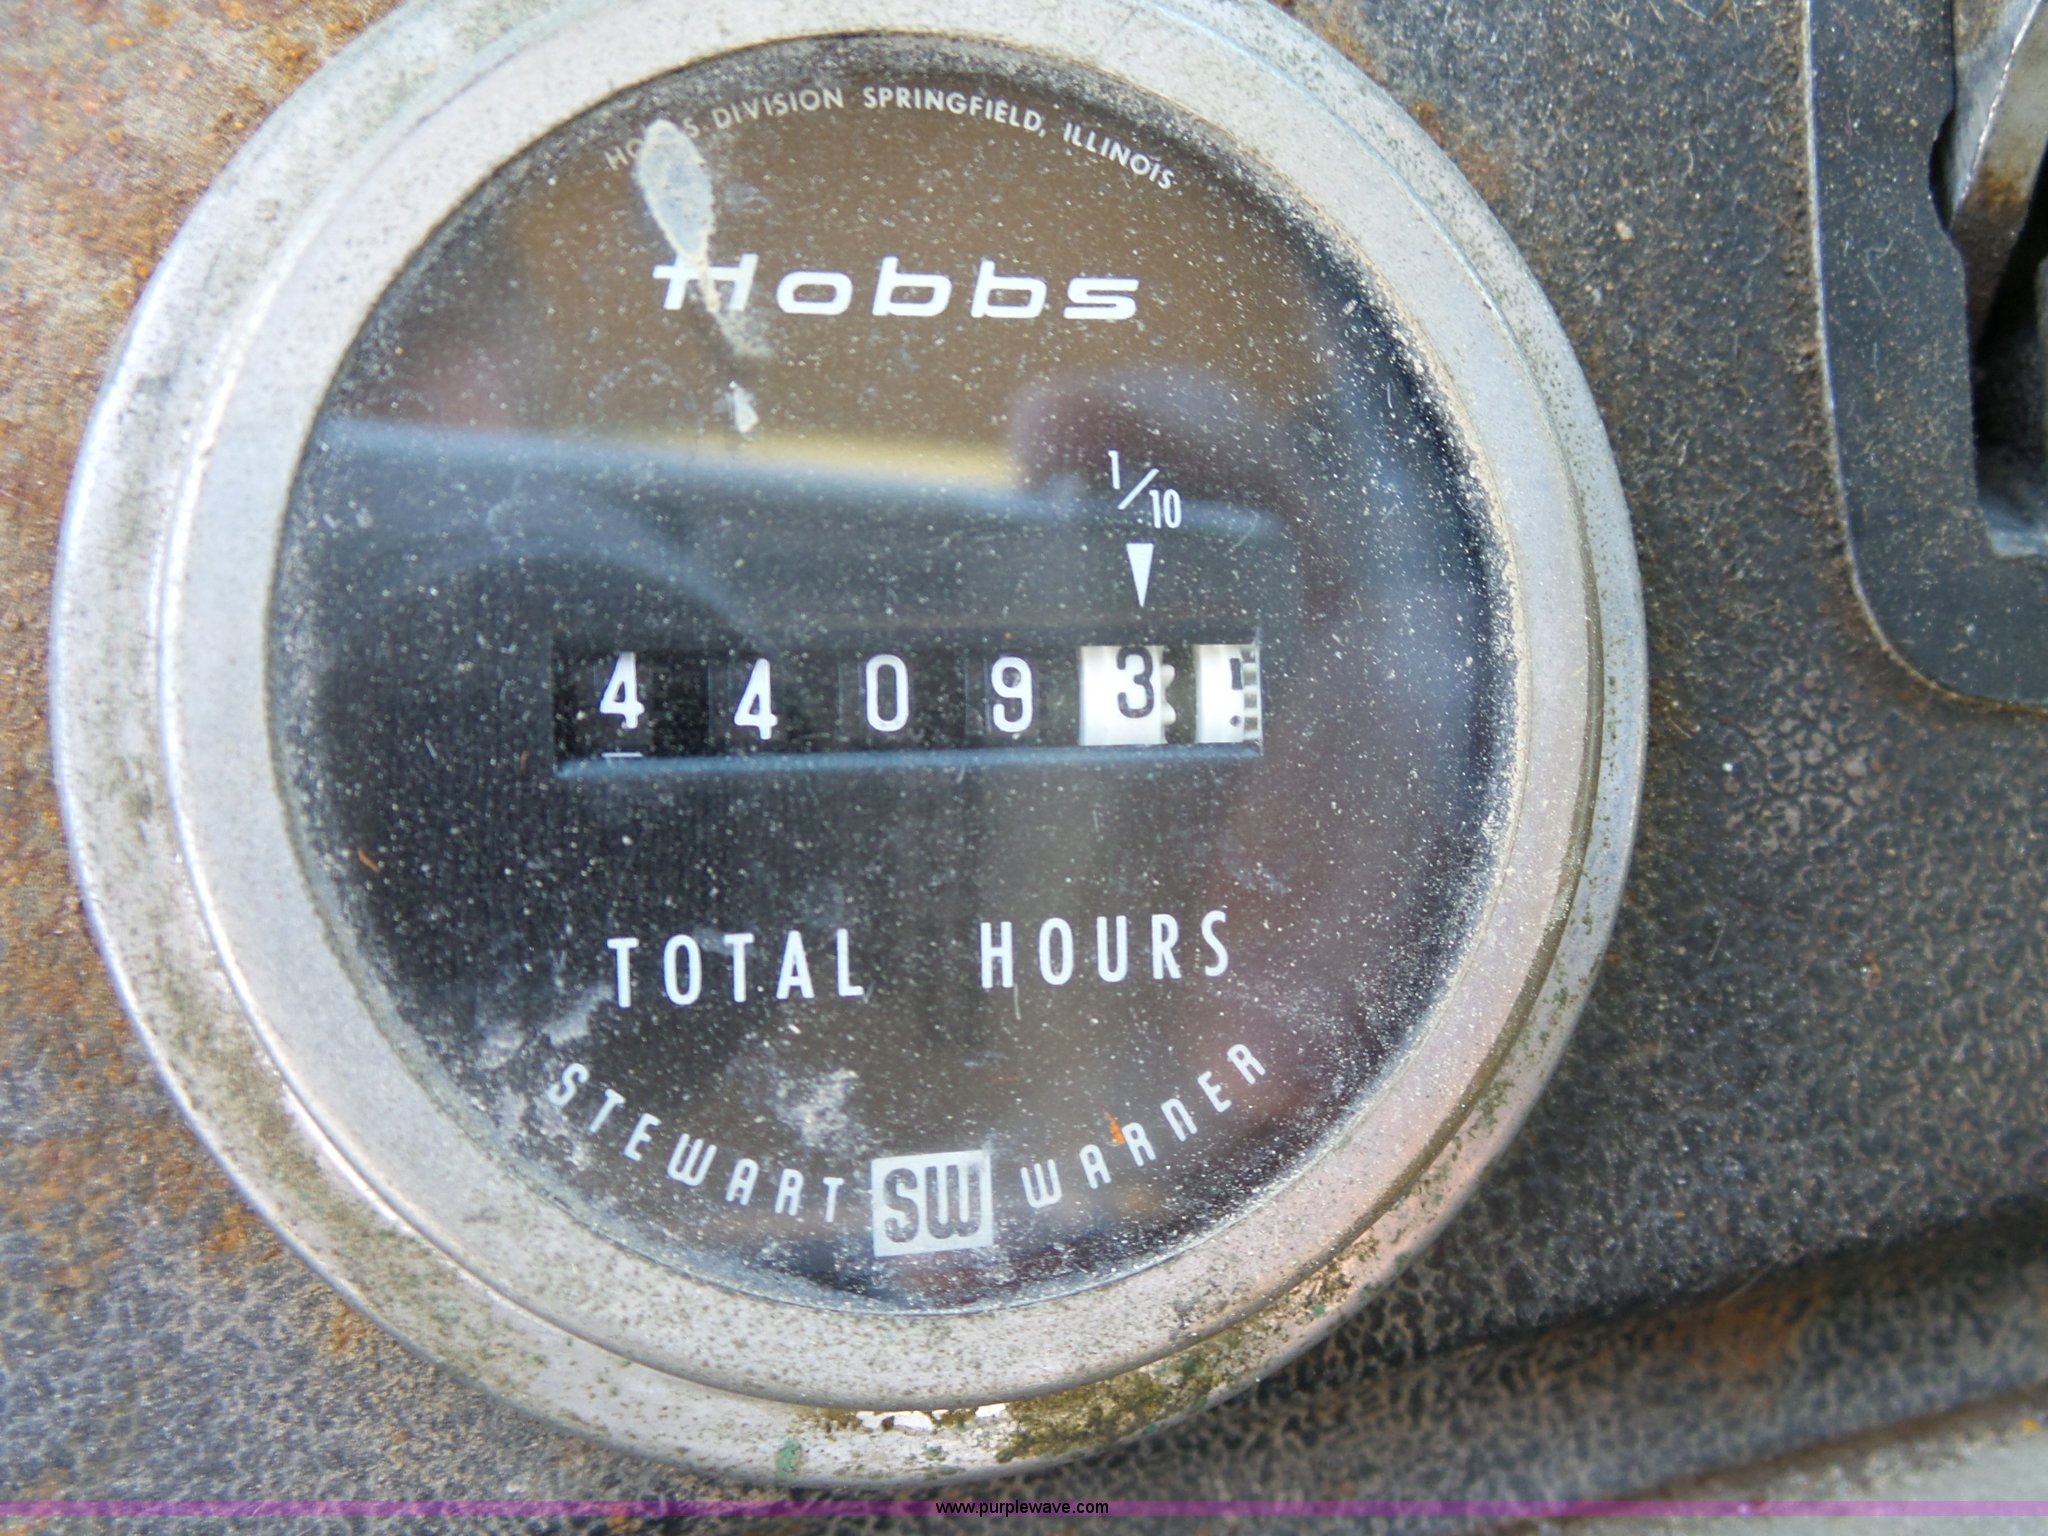 HOBBS DIVISION SPRINGFIELD, ILLINOIS
Hobbs
1/10
4 4 0 9 3
TOTAL HOURS
STEWART SW WARNER
www.purplewave.com